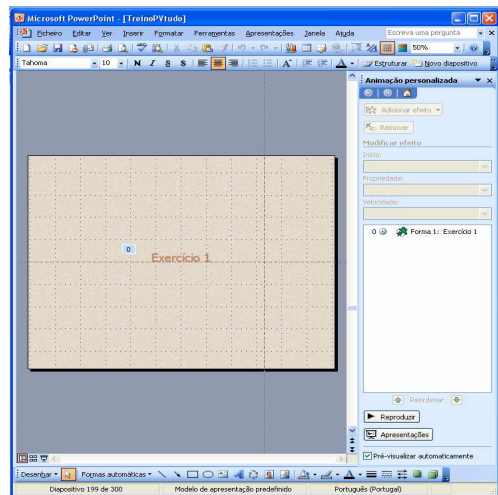 Microsoft PowerPoint - [TreinoPVtudo]
Ficheiro Editar Ver Inserir Formatar Ferramentas Apresentações Janela Ajuda Escreva uma pergunta
50%
Tahoma 10 N I S S A A Estruturar Novo diapositivo
Animação personalizada
Adicionar efeito
Remover
Modificar efeito
Início:
Propriedade:
Velocidade:
0 Forma 1: Exercício 1
0
Exercício 1
Reordenar
Reproduzir
Apresentações
Pré-visualizar automaticamente
Desenhar Formas automáticas A
Diapositivo 199 de 300 Modelo de apresentação predefinido Português (Portugal)